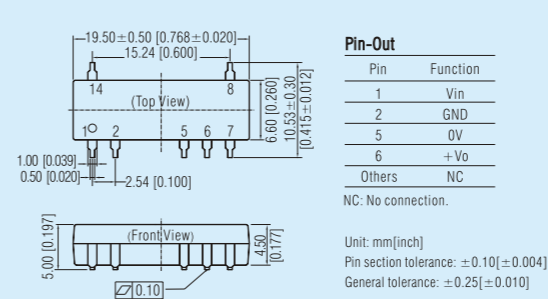 19.50±0.50 [0.768±0.020]
15.24 [0.600]
14
8
(Top View)
1
2
5
6
7
6.60 [0.260]
10.53±0.30
[0.415±0.012]
1.00 [0.039]
0.50 [0.020]
2.54 [0.100]
(Front View)
5.00 [0.197]
4.50
[0.177]
0.10
Pin-Out
Pin Function
1 Vin
2 GND
5 0V
6 +Vo
Others NC
NC: No connection.
Unit: mm[inch]
Pin section tolerance: ±0.10[±0.004]
General tolerance: ±0.25[±0.010]